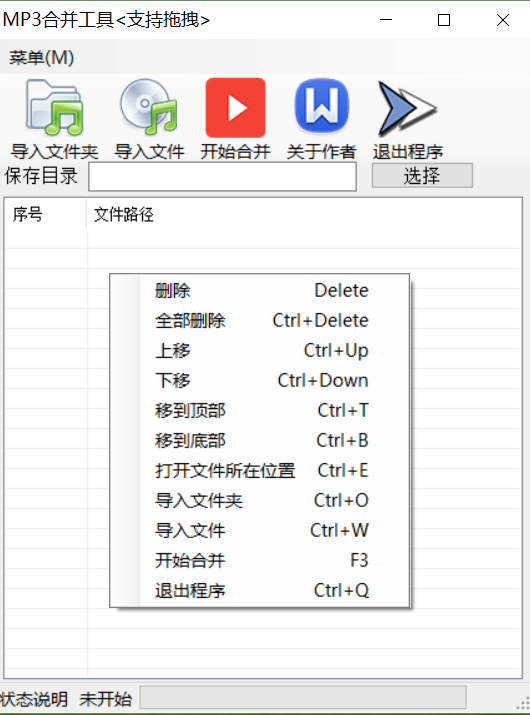 MP3合并工具<支持拖拽>
菜单(M)
导入文件夹 导入文件 开始合并 关于作者 退出程序
保存目录 选择
序号 文件路径
删除 Delete
全部删除 Ctrl+Delete
上移 Ctrl+Up
下移 Ctrl+Down
移到顶部 Ctrl+T
移到底部 Ctrl+B
打开文件所在位置 Ctrl+E
导入文件夹 Ctrl+O
导入文件 Ctrl+W
开始合并 F3
退出程序 Ctrl+Q
状态说明 未开始